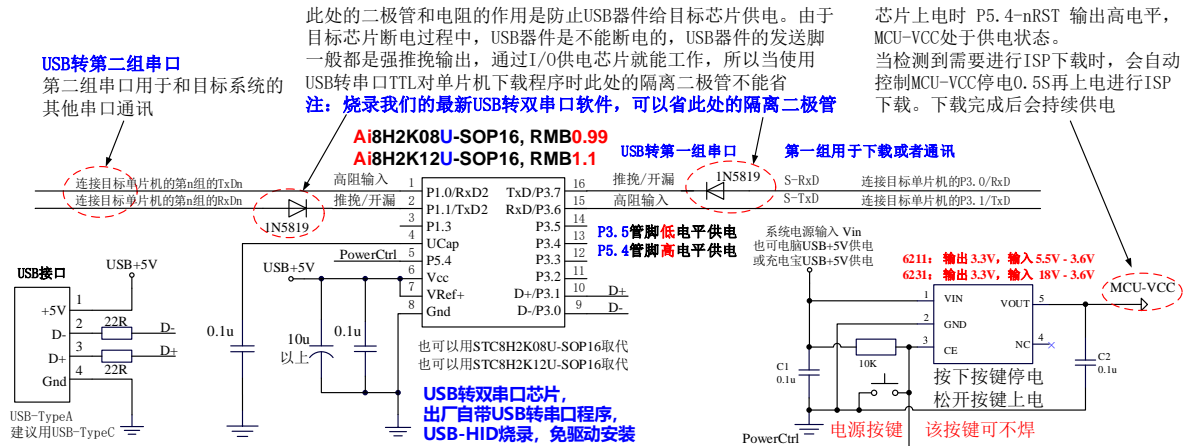 此处的二极管和电阻的作用是防止USB器件给目标芯片供电。由于
目标芯片断电过程中，USB器件是不能断电的，USB器件的发送脚
一般都是强推挽输出，通过I/O供电芯片就能工作，所以当使用
USB转串口TTL对单片机下载程序时此处的隔离二极管不能省
注：烧录我们的最新USB转双串口软件，可以省此处的隔离二极管
芯片上电时 P5.4-nRST 输出高电平，
MCU-VCC处于供电状态。
当检测到需要进行ISP下载时，会自动
控制MCU-VCC停电0.5S再上电进行ISP
下载。下载完成后会持续供电
USB转第二组串口
第二组串口用于和目标系统的
其他串口通讯
Ai8H2K08U-SOP16, RMB0.99
Ai8H2K12U-SOP16, RMB1.1
USB转第一组串口
第一组用于下载或者通讯
连接目标单片机的第n组的TxDn
连接目标单片机的第n组的RxDn
高阻输入
推挽/开漏
1N5819
1 P1.0/RxD2
2 P1.1/TxD2
3 P1.3
4 UCap
PowerCtrl 5 P5.4
6 Vcc
7 VRef+
8 Gnd
TxD/P3.7 16
RxD/P3.6 15
P3.5 14
P3.4 13
P3.3 12
P3.2 11
D+/P3.1 10 D+
D-/P3.0 9 D-
推挽/开漏
高阻输入
1N5819
S-RxD
S-TxD
连接目标单片机的P3.0/RxD
连接目标单片机的P3.1/TxD
P3.5管脚低电平供电
P5.4管脚高电平供电
系统电源输入 Vin
也可电脑USB+5V供电
或充电宝USB+5V供电
6211: 输出3.3V, 输入 5.5V - 3.6V
6231: 输出3.3V, 输入 18V - 3.6V
MCU-VCC
USB接口
USB+5V
+5V 1
D- 2 22R D-
D+ 3 22R D+
Gnd 4
USB-TypeA
建议用USB-TypeC
USB+5V
0.1u
10u
以上
0.1u
也可以用STC8H2K08U-SOP16取代
也可以用STC8H2K12U-SOP16取代
USB转双串口芯片，
出厂自带USB转串口程序，
USB-HID烧录，免驱动安装
1 VIN
2 GND
3 CE
VOUT 5
NC 4
10K
C1
0.1u
C2
0.1u
按下按键停电
松开按键上电
PowerCtrl
电源按键
该按键可不焊